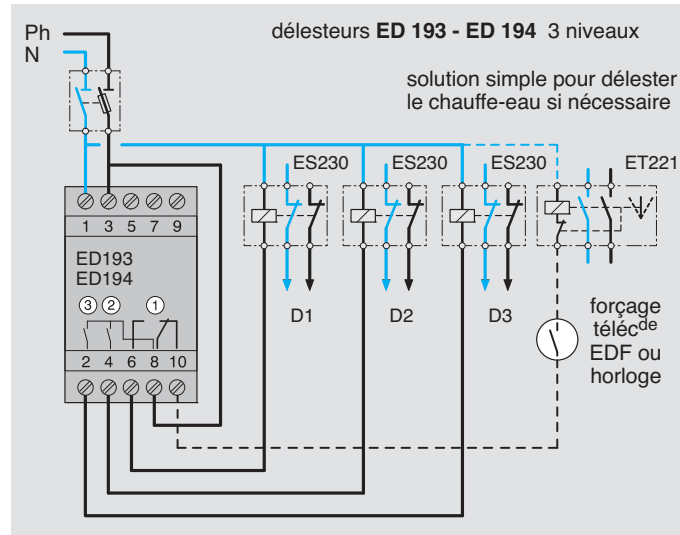 Ph
N
délesteurs ED 193 - ED 194 3 niveaux
solution simple pour délester
le chauffe-eau si nécessaire
ES230 ES230 ES230 ET221
1 3 5 7 9
ED193
ED194
3 2 1
2 4 6 8 10
D1 D2 D3
forçage
télécde
EDF ou
horloge